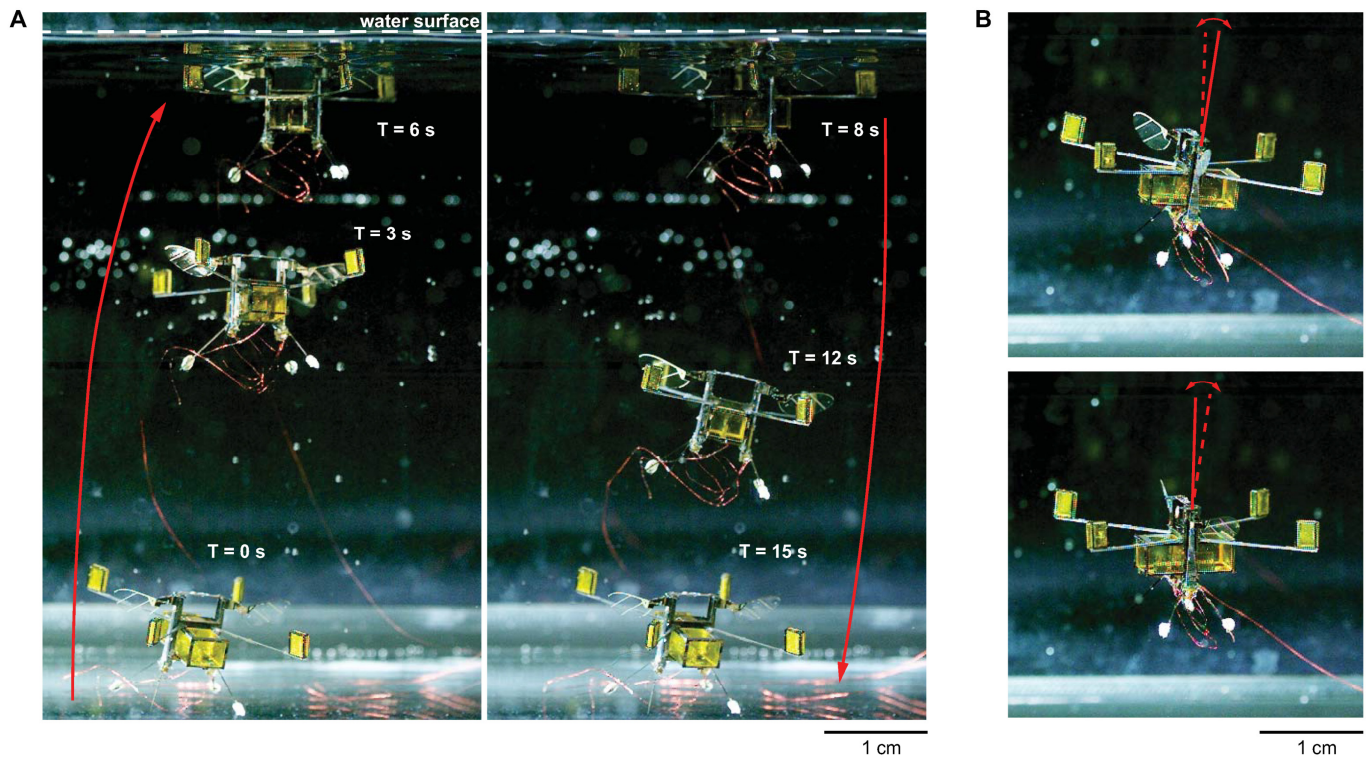 A
water surface
T = 6 s
T = 3 s
T = 0 s
T = 8 s
T = 12 s
T = 15 s
1 cm
B
1 cm